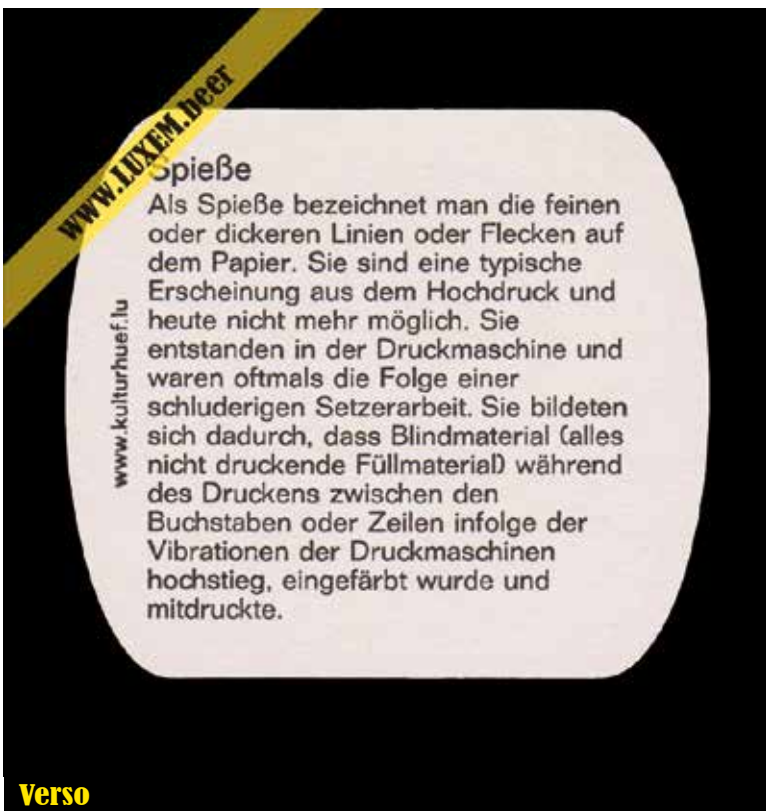 www.LUXEM.beer
Spieße
Als Spieße bezeichnet man die feinen
oder dickeren Linien oder Flecken auf
dem Papier. Sie sind eine typische
Erscheinung aus dem Hochdruck und
heute nicht mehr möglich. Sie
entstanden in der Druckmaschine und
waren oftmals die Folge einer
schluderigen Setzerarbeit. Sie bildeten
sich dadurch, dass Blindmaterial (alles
nicht druckende Füllmaterial) während
des Druckens zwischen den
Buchstaben oder Zeilen infolge der
Vibrationen der Druckmaschinen
hochstieg, eingefärbt wurde und
mitdruckte.
www.kulturhuef.lu
Verso